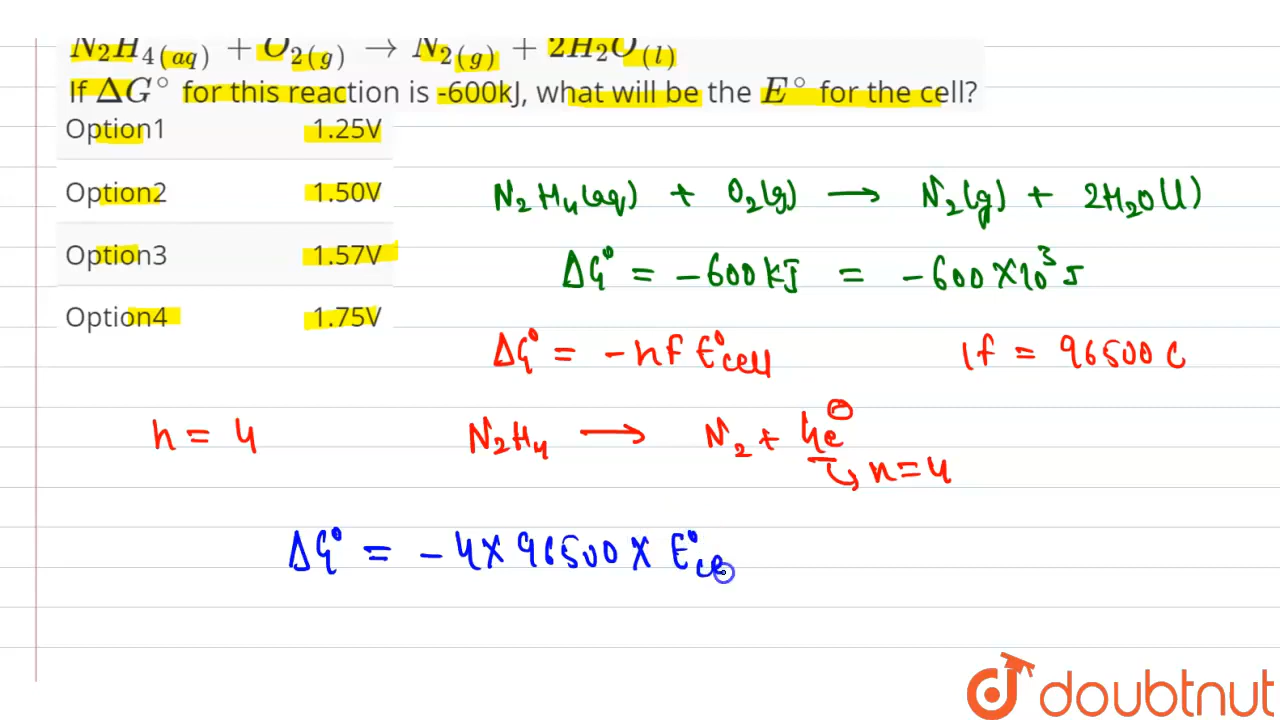 N₂H₄(aq) + O₂(g) → N₂(g) + 2H₂O(l)
If ΔG° for this reaction is -600kJ, what will be the E° for the cell?
Option1 1.25V
Option2 1.50V
Option3 1.57V
Option4 1.75V
N₂H₄(aq) + O₂(g) → N₂(g) + 2H₂O(l)
ΔG° = -600 kJ = -600 × 10³ J
ΔG° = -nf E°cell 1f = 96500 C
n = 4 N₂H₄ → N₂ + 4e⊖
↳ n=4
ΔG° = -4 × 96500 × E°ce
doubtnut